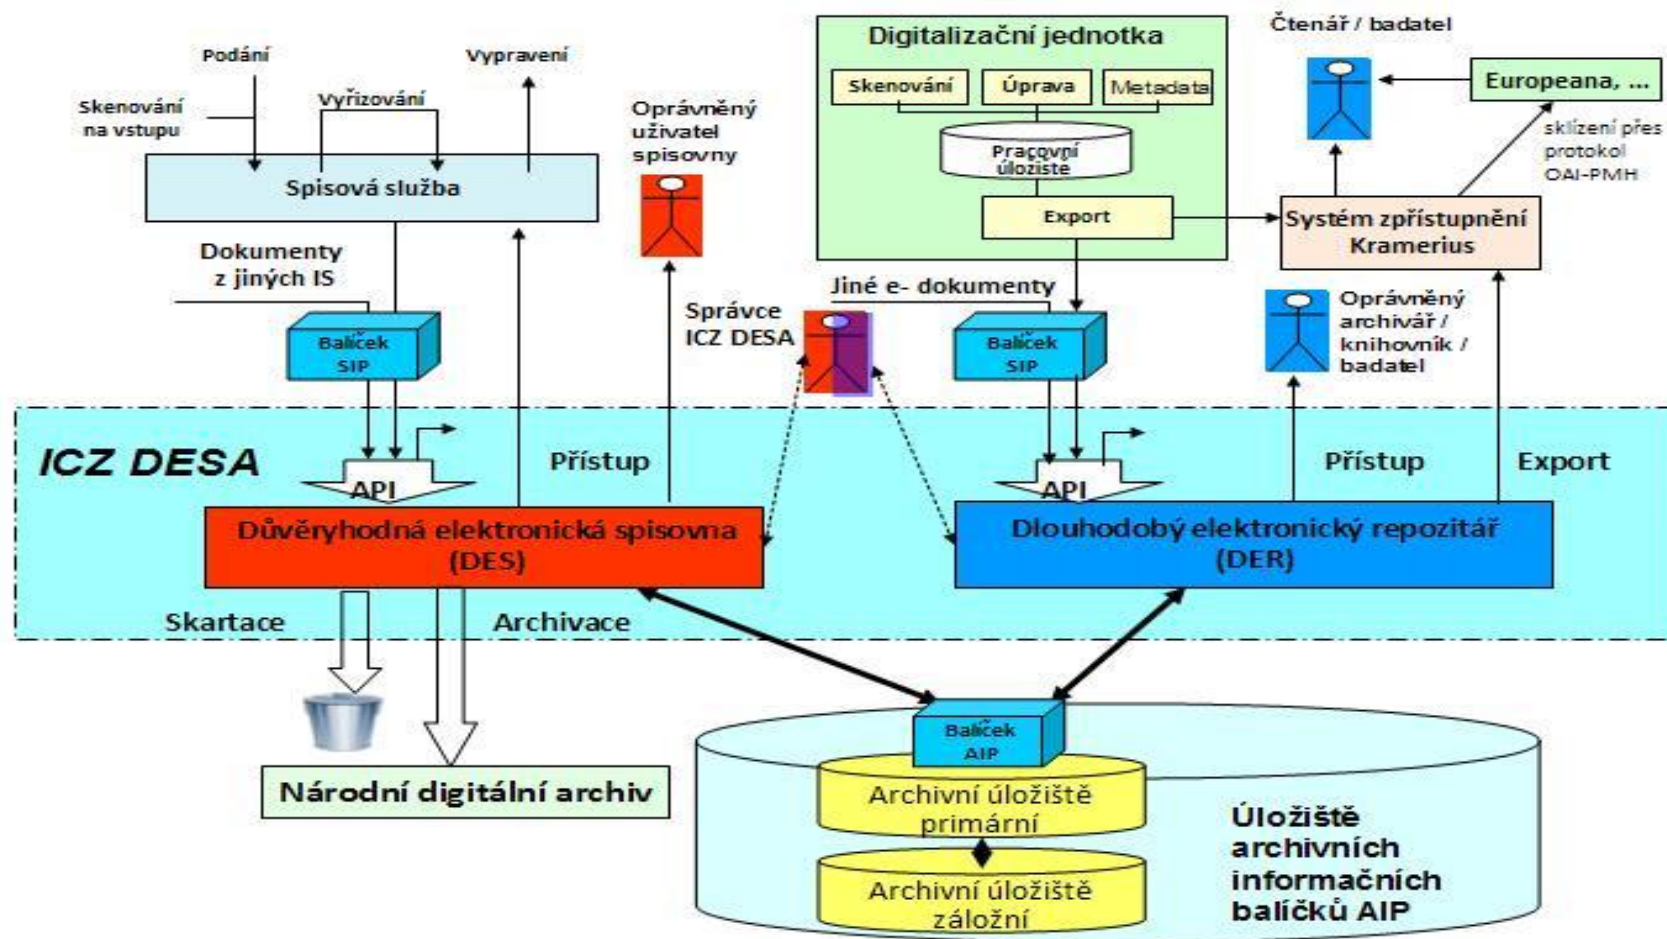 Podání
Vypravení
Skenování
na vstupu
Vyřizování
Spisová služba
Oprávněný
uživatel
spisovny
Digitalizační jednotka
Skenování
Úprava
Metadata
Pracovní
úložiste
Export
Čtenář / badatel
Europeana, ...
sklízení přes
protokol
OAI-PMH
Systém zpřístupnění
Kramerius
Dokumenty
z jiných IS
Balíček
SIP
Správce
ICZ DESA
Jiné e- dokumenty
Balíček
SIP
Oprávněný
archivář /
knihovník /
badatel
ICZ DESA
API
Přístup
API
Přístup
Export
Důvěryhodná elektronická spisovna
(DES)
Dlouhodobý elektronický repozitář
(DER)
Skartace
Archivace
Národní digitální archiv
Balíček
AIP
Archivní úložiště
primární
Archivní úložiště
záložní
Úložiště
archivních
informačních
balíčků AIP